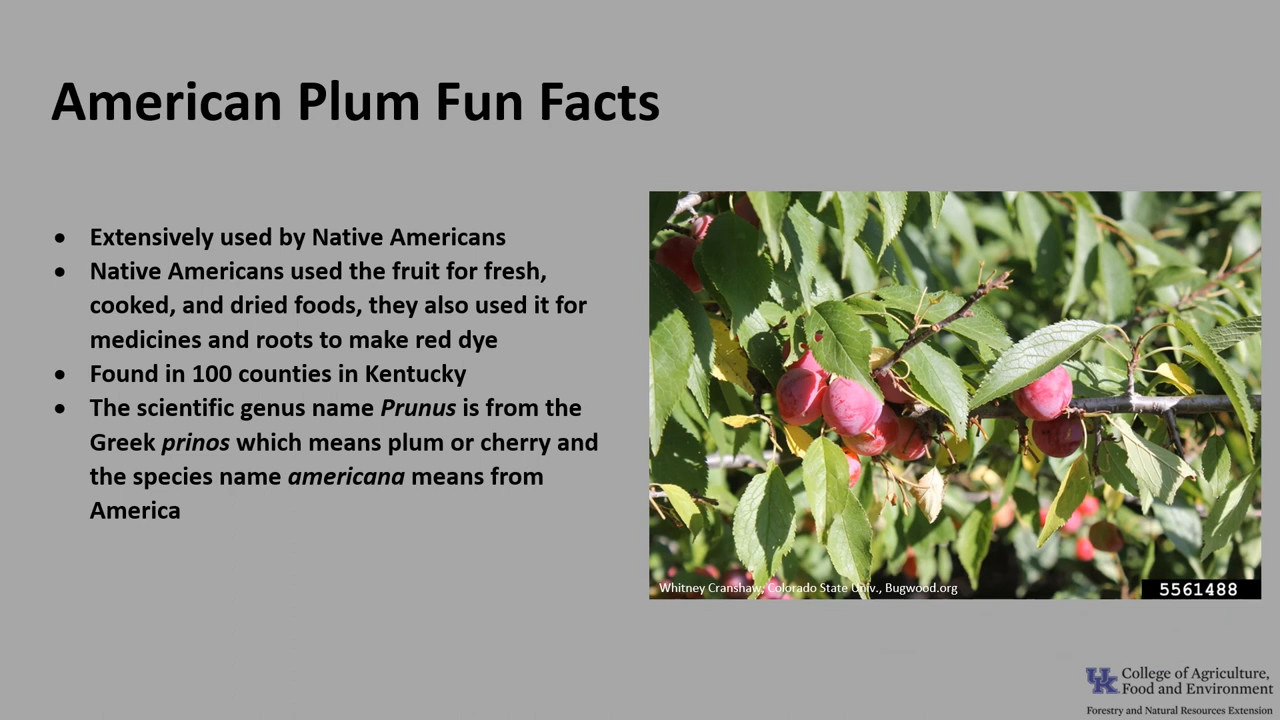 American Plum Fun Facts
• Extensively used by Native Americans
• Native Americans used the fruit for fresh,
cooked, and dried foods, they also used it for
medicines and roots to make red dye
• Found in 100 counties in Kentucky
• The scientific genus name Prunus is from the
Greek prinos which means plum or cherry and
the species name americana means from
America
Whitney Cranshaw, Colorado State Univ., Bugwood.org
5561488
UK College of Agriculture,
Food and Environment
Forestry and Natural Resources Extension